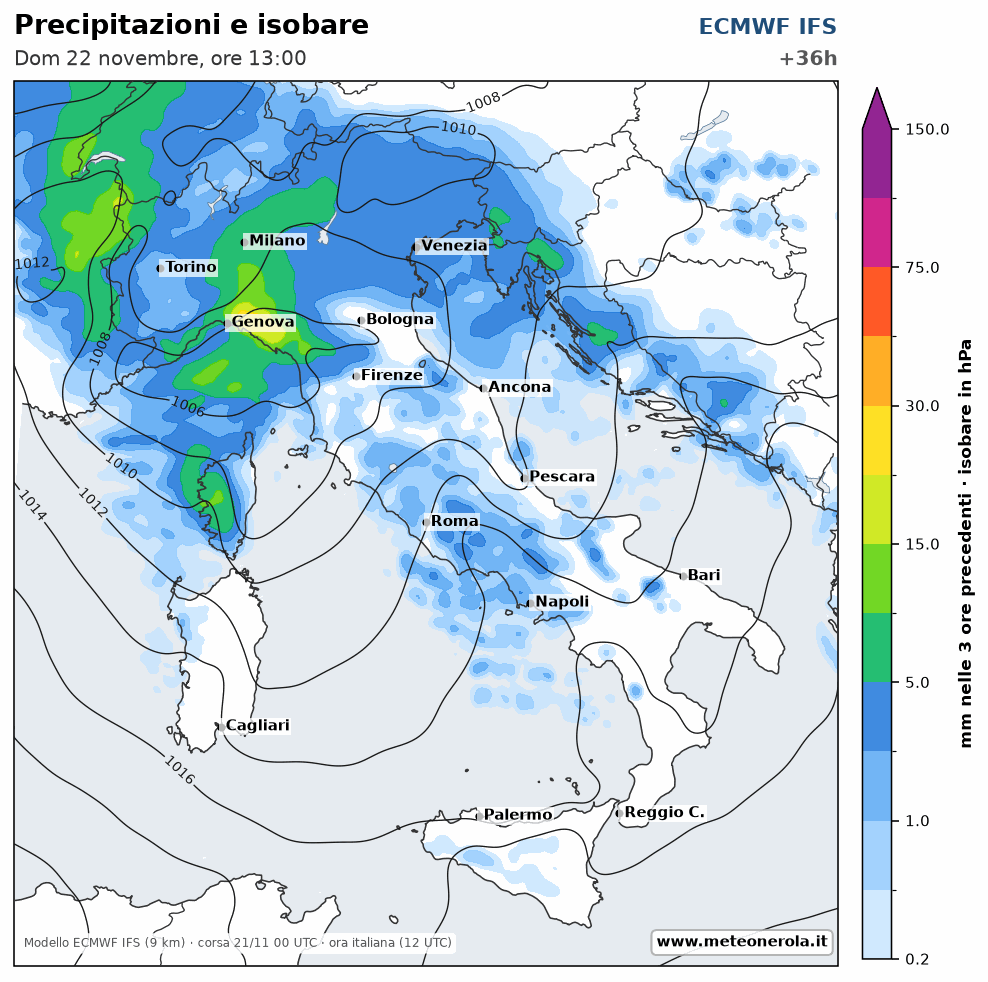 Precipitazioni e isobare
ECMWF IFS
Dom 22 novembre, ore 13:00
+36h
1008
1010
150.0
Milano
Venezia
1012
Torino
75.0
Genova
Bologna
1008
Firenze
Ancona
30.0
1006
1010
Pescara
1012
1014
Roma
15.0
Bari
Napoli
5.0
Cagliari
1016
Palermo
Reggio C.
1.0
0.2
mm nelle 3 ore precedenti · isobare in hPa
Modello ECMWF IFS (9 km) · corsa 21/11 00 UTC · ora italiana (12 UTC)
www.meteonerola.it